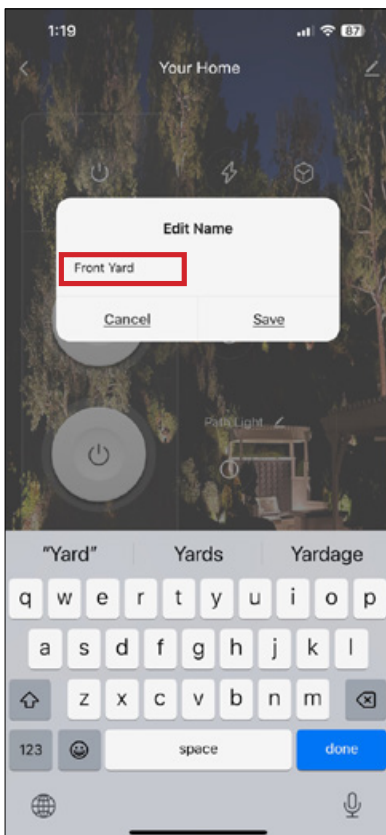 1:19
87
Your Home
Edit Name
Front Yard
Cancel
Save
Path Light
"Yard"
Yards
Yardage
q w e r t y u i o p
a s d f g h j k l
z x c v b n m
123
space
done